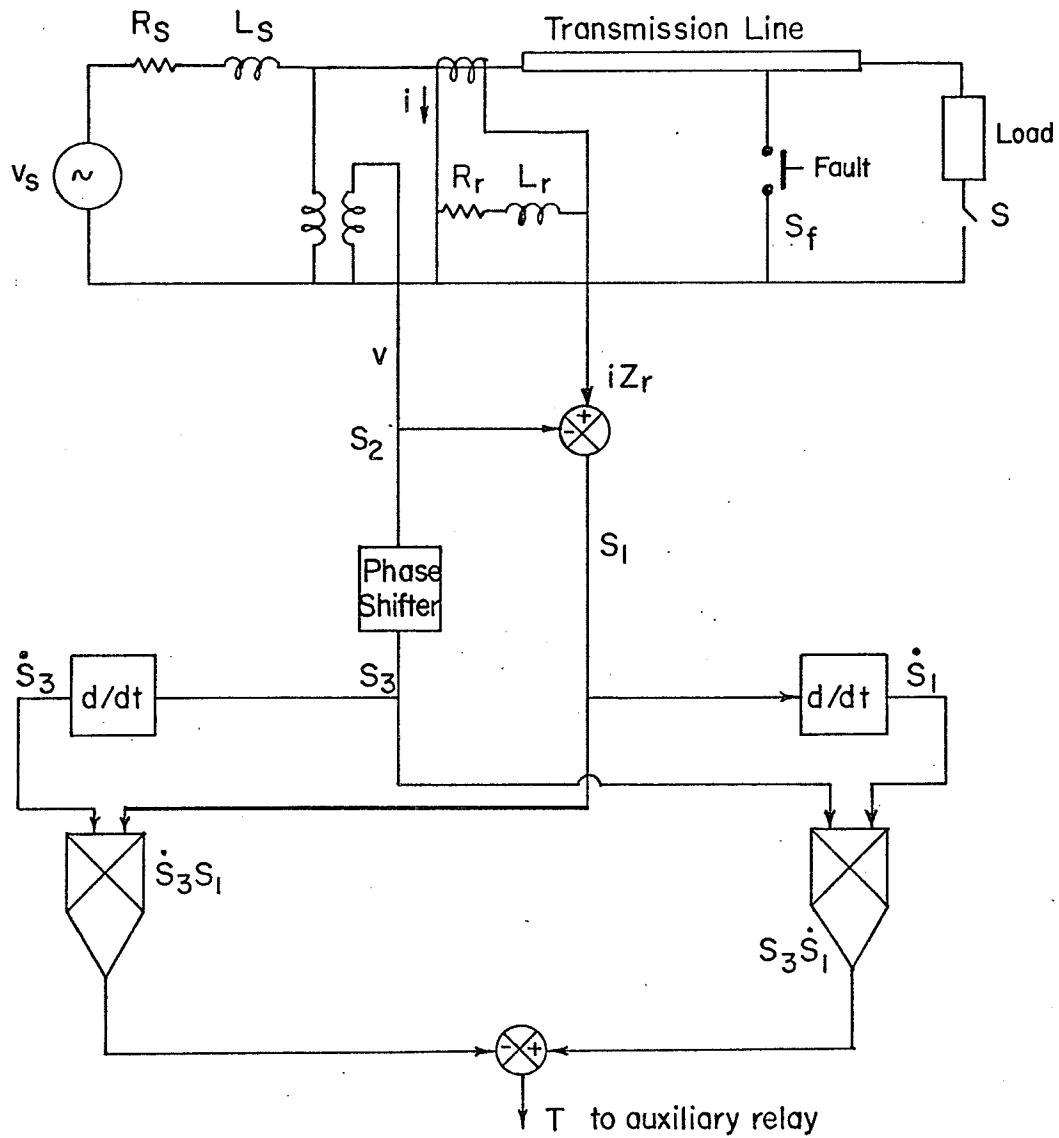 R_S
L_S
Transmission Line
i
Load
v_s
~
R_r
L_r
Fault
S
S_f
v
iZ_r
+
-
S_2
S_1
Phase
Shifter
Ṡ_3
S_3
Ṡ_1
d/dt
d/dt
Ṡ_3S_1
S_3Ṡ_1
- +
T to auxiliary relay